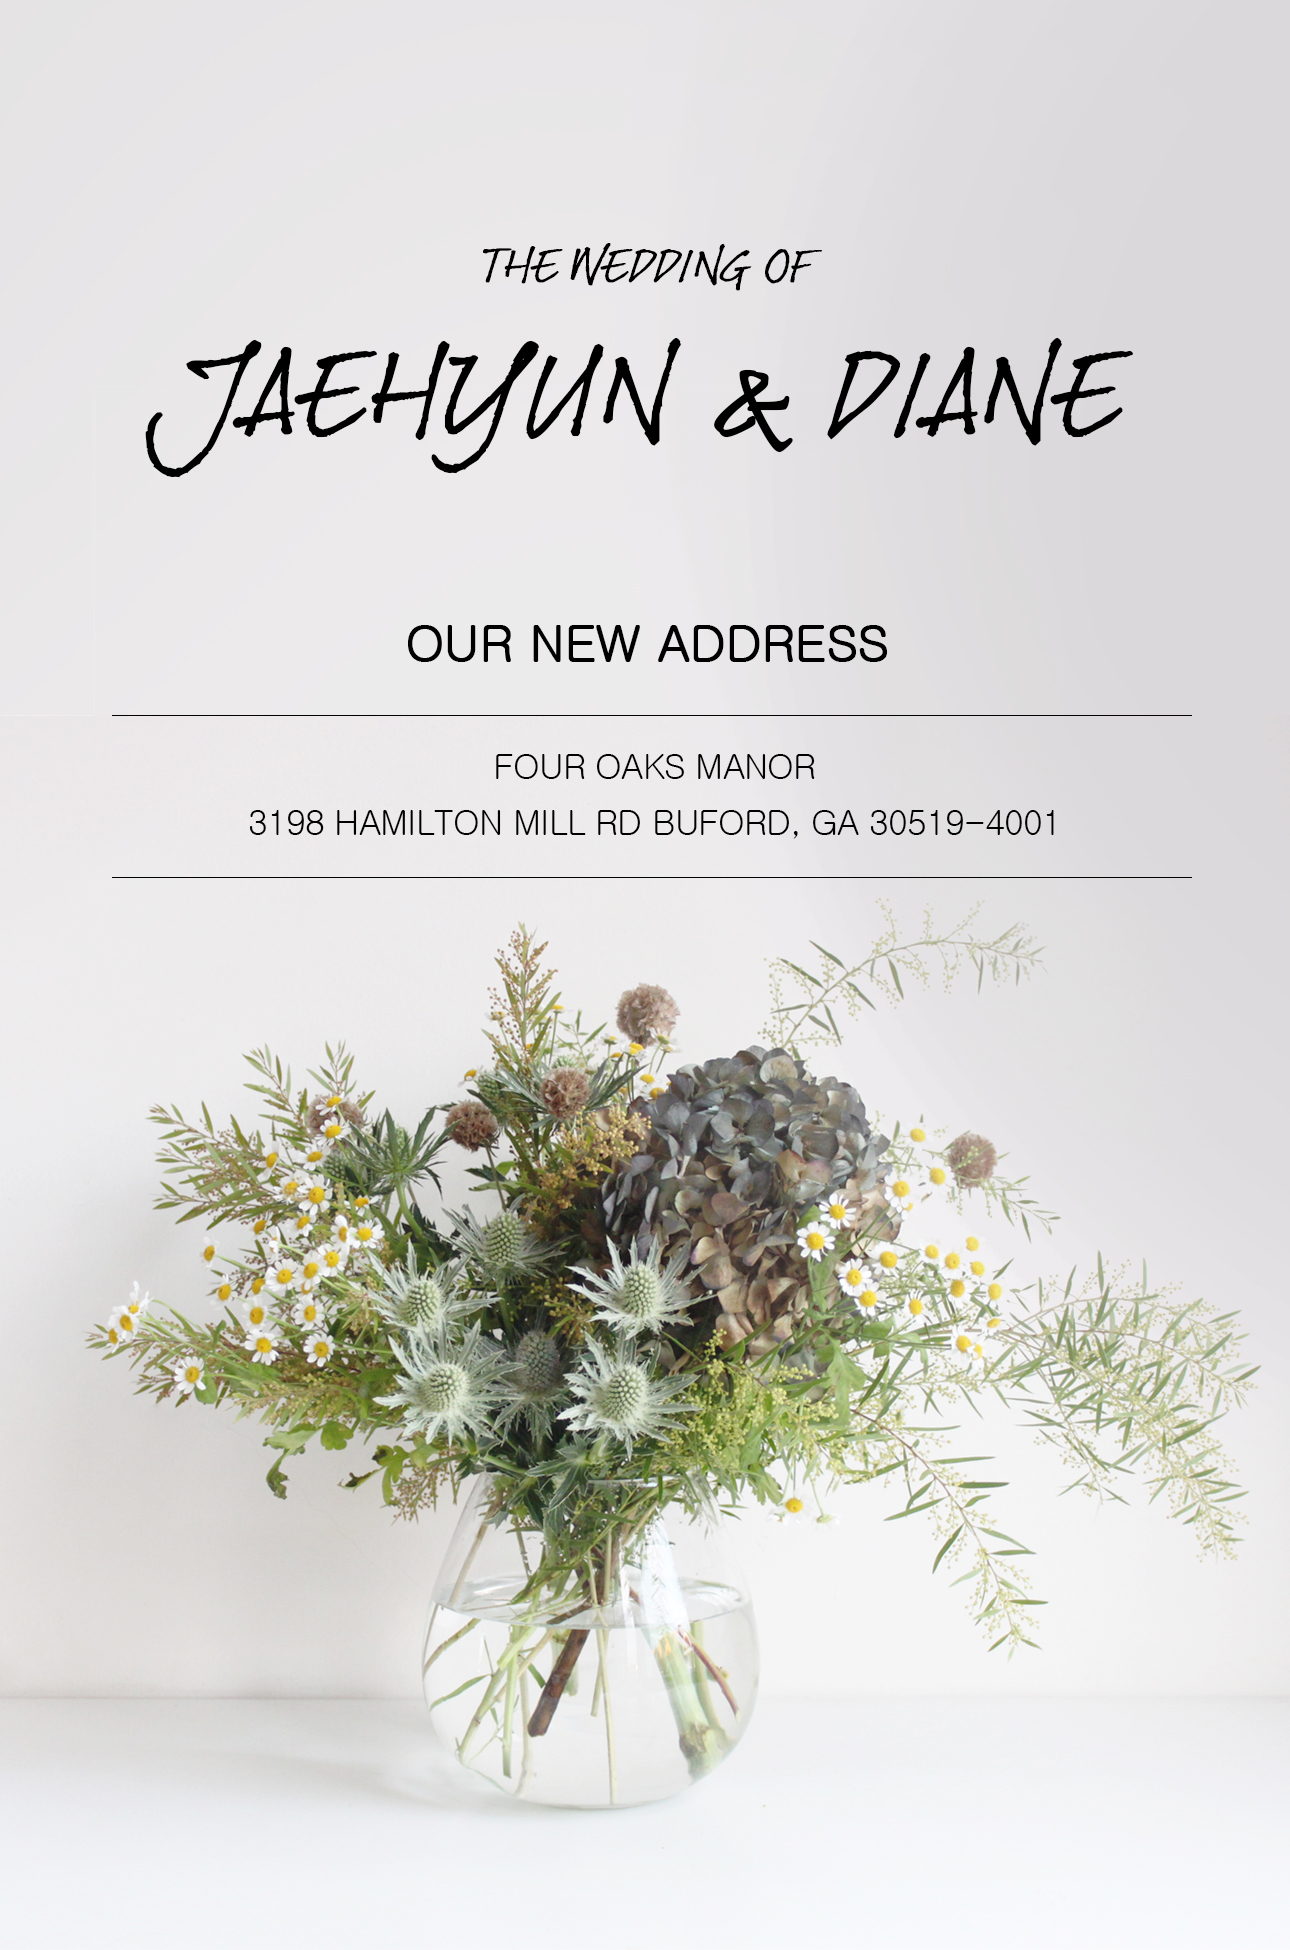 THE WEDDING OF
JAEHYUN & DIANE
OUR NEW ADDRESS
FOUR OAKS MANOR
3198 HAMILTON MILL RD BUFORD, GA 30519-4001